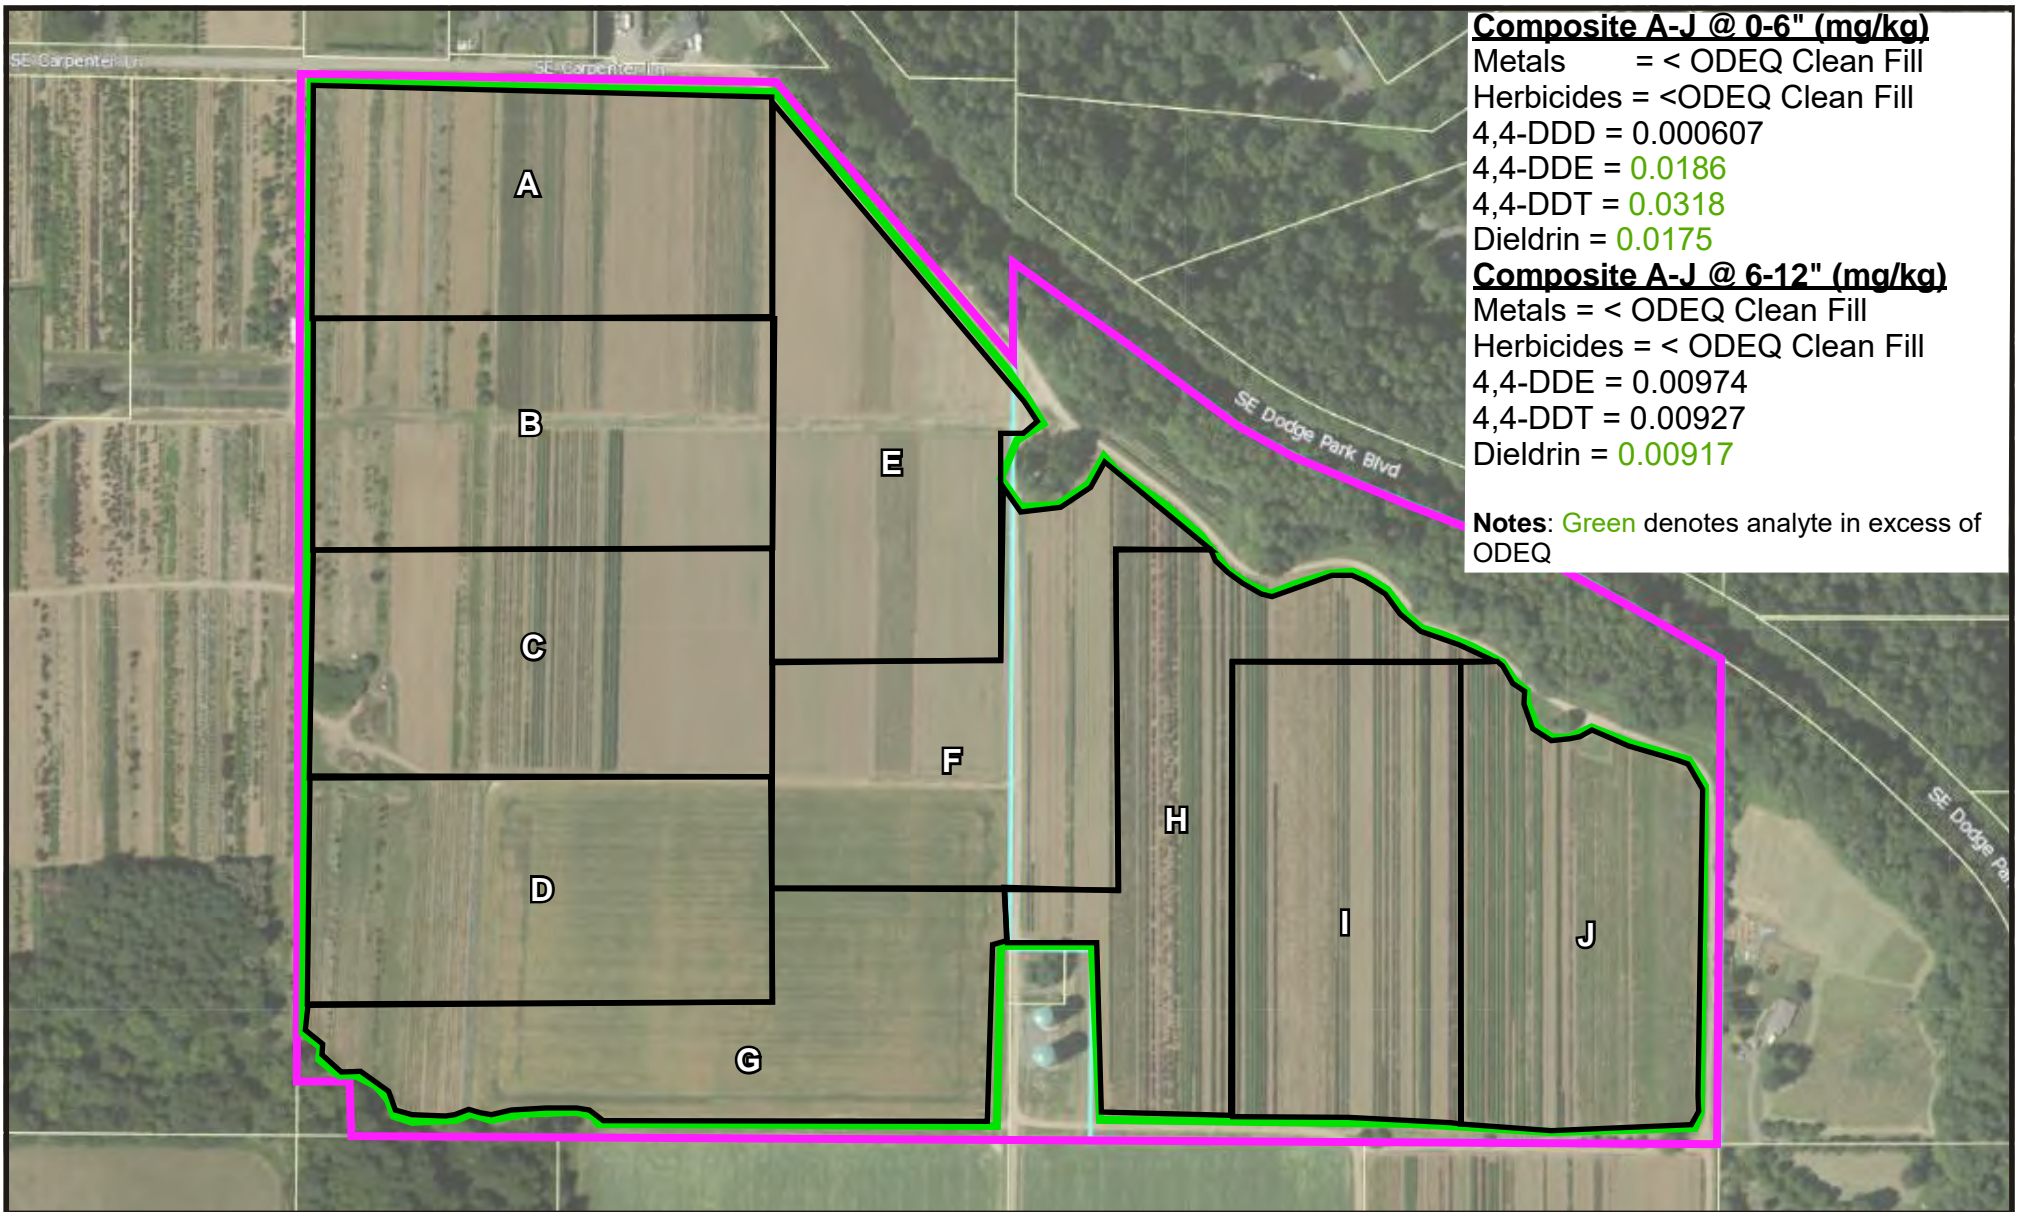 SE Carpenter Ln
SE Carpenter Ln
A
B
C
D
E
F
G
H
I
J
SE Dodge Park Blvd
SE Dodge Par
Composite A-J @ 0-6" (mg/kg)
Metals = < ODEQ Clean Fill
Herbicides = <ODEQ Clean Fill
4,4-DDD = 0.000607
4,4-DDE = 0.0186
4,4-DDT = 0.0318
Dieldrin = 0.0175
Composite A-J @ 6-12" (mg/kg)
Metals = < ODEQ Clean Fill
Herbicides = < ODEQ Clean Fill
4,4-DDE = 0.00974
4,4-DDT = 0.00927
Dieldrin = 0.00917
Notes: Green denotes analyte in excess of
ODEQ